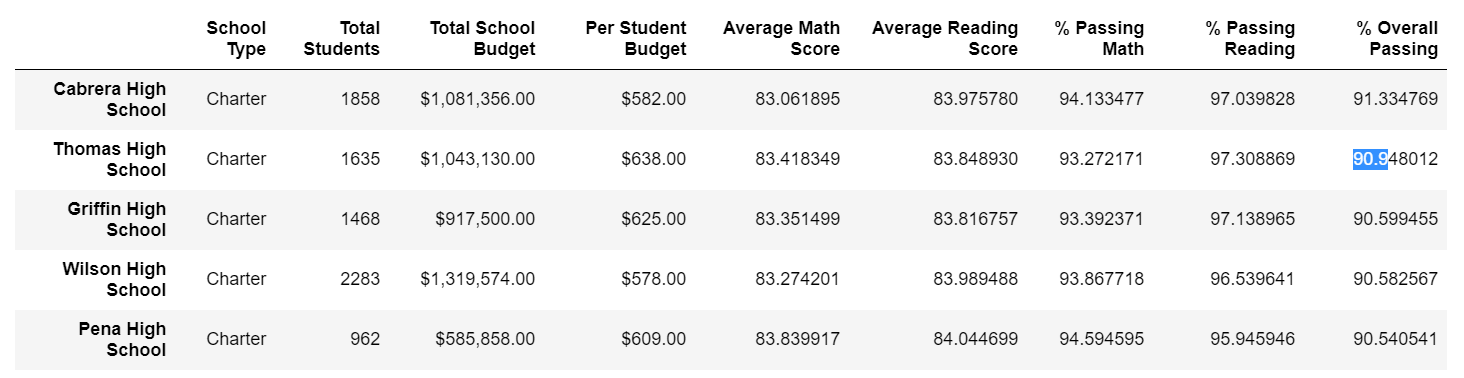 School Type Total Students Total School Budget Per Student Budget Average Math Score Average Reading Score % Passing Math % Passing Reading % Overall Passing
Cabrera High School Charter 1858 $1,081,356.00 $582.00 83.061895 83.975780 94.133477 97.039828 91.334769
Thomas High School Charter 1635 $1,043,130.00 $638.00 83.418349 83.848930 93.272171 97.308869 90.948012
Griffin High School Charter 1468 $917,500.00 $625.00 83.351499 83.816757 93.392371 97.138965 90.599455
Wilson High School Charter 2283 $1,319,574.00 $578.00 83.274201 83.989488 93.867718 96.539641 90.582567
Pena High School Charter 962 $585,858.00 $609.00 83.839917 84.044699 94.594595 95.945946 90.540541